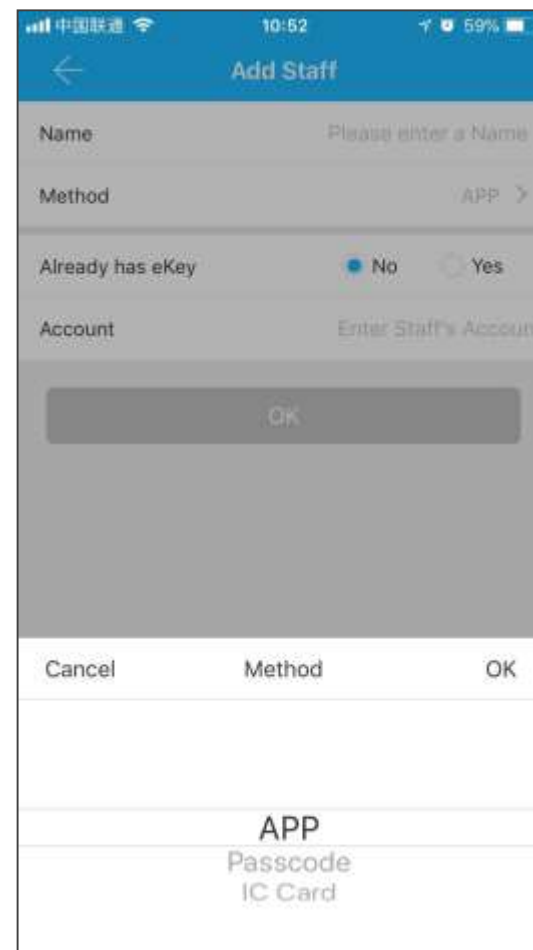 中国联通 10:52 59%
Add Staff
Name Please enter a Name
Method APP
Already has eKey No Yes
Account Enter Staff's Accoun
OK
Cancel Method OK
APP
Passcode
IC Card